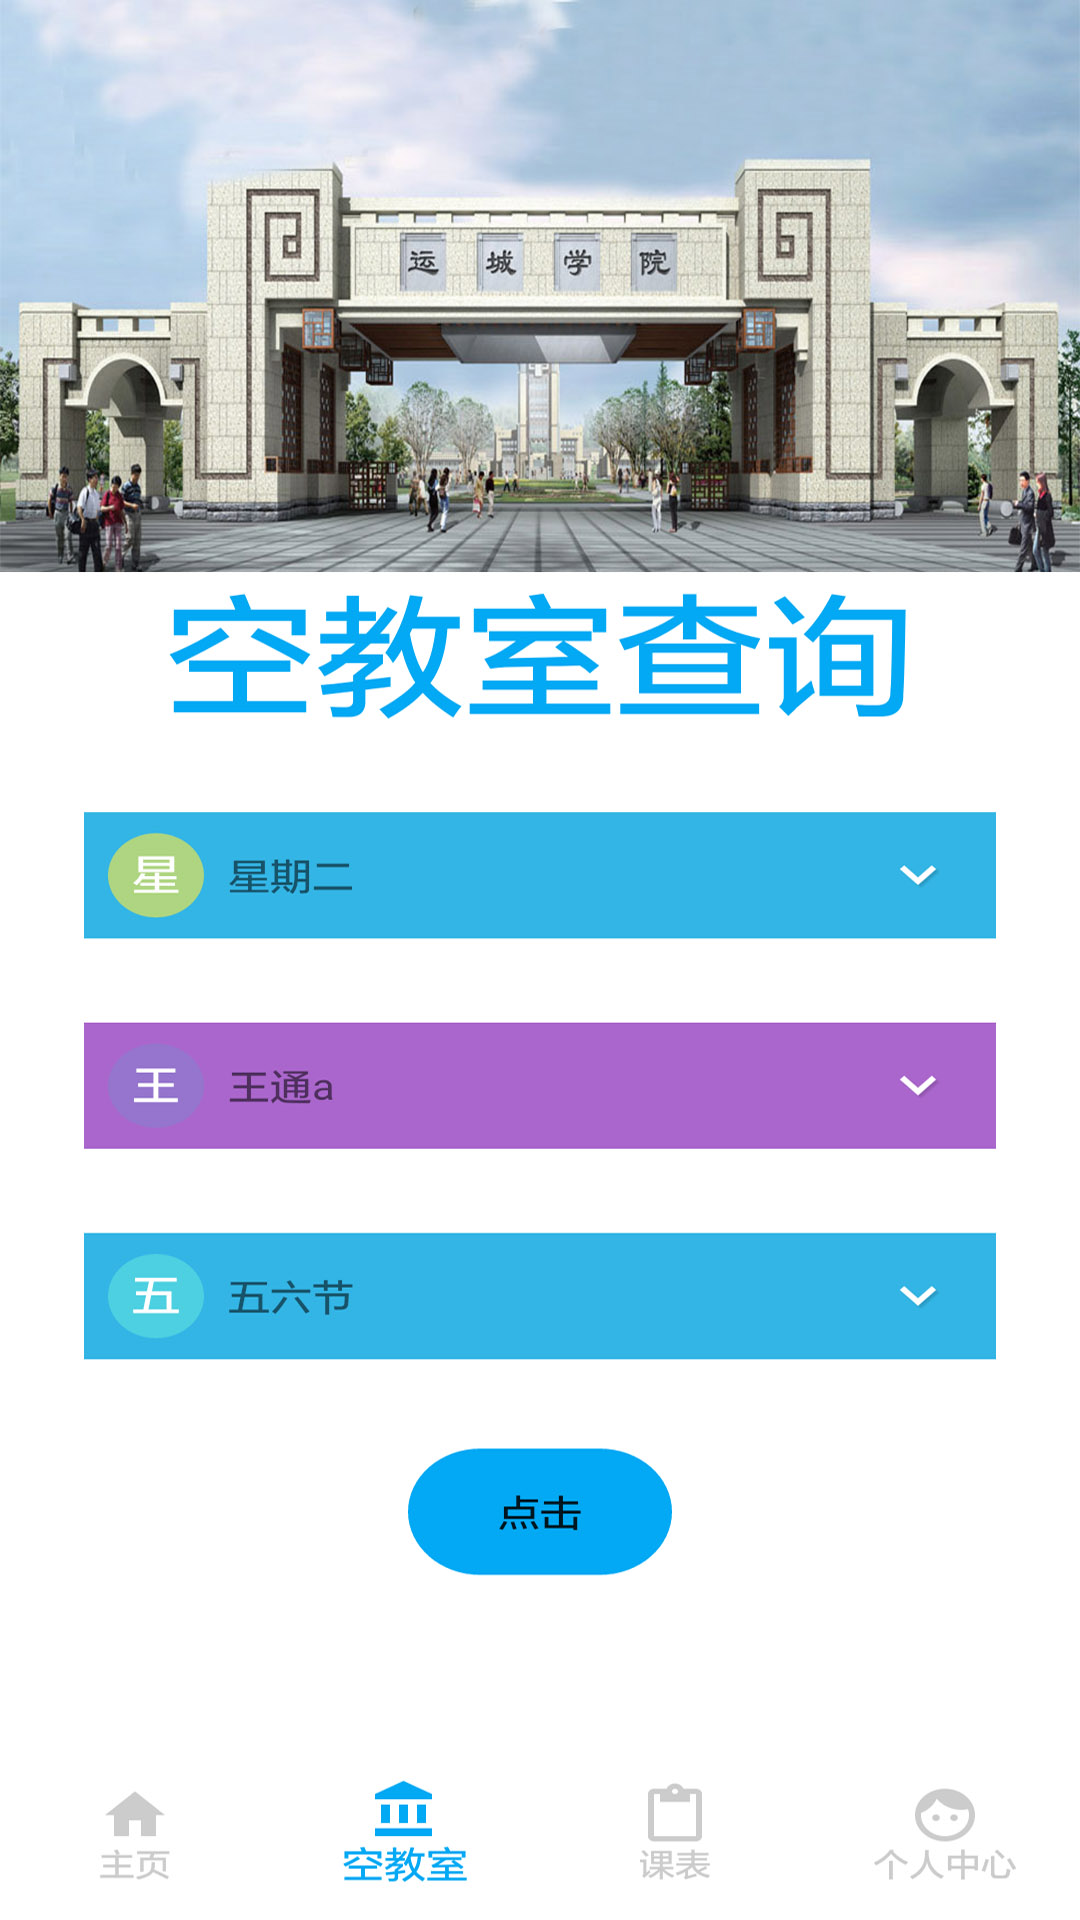 运城学院
空教室查询
星 星期二
王 王通a
五 五六节
点击
主页 空教室 课表 个人中心